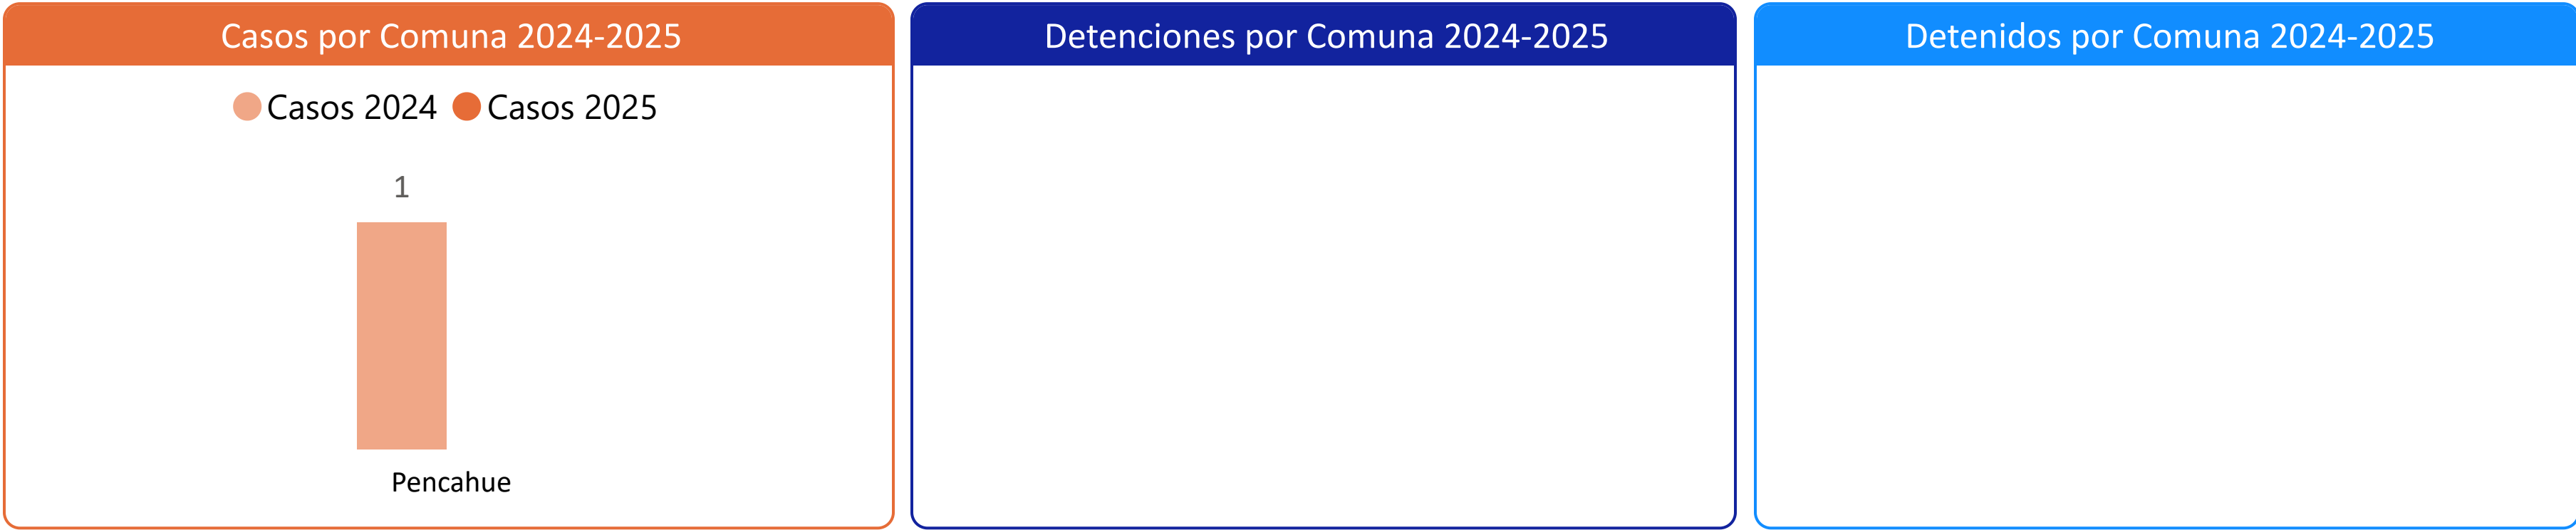 Casos por Comuna 2024-2025
Casos 2024 Casos 2025
1
Pencahue
Detenciones por Comuna 2024-2025
Detenidos por Comuna 2024-2025